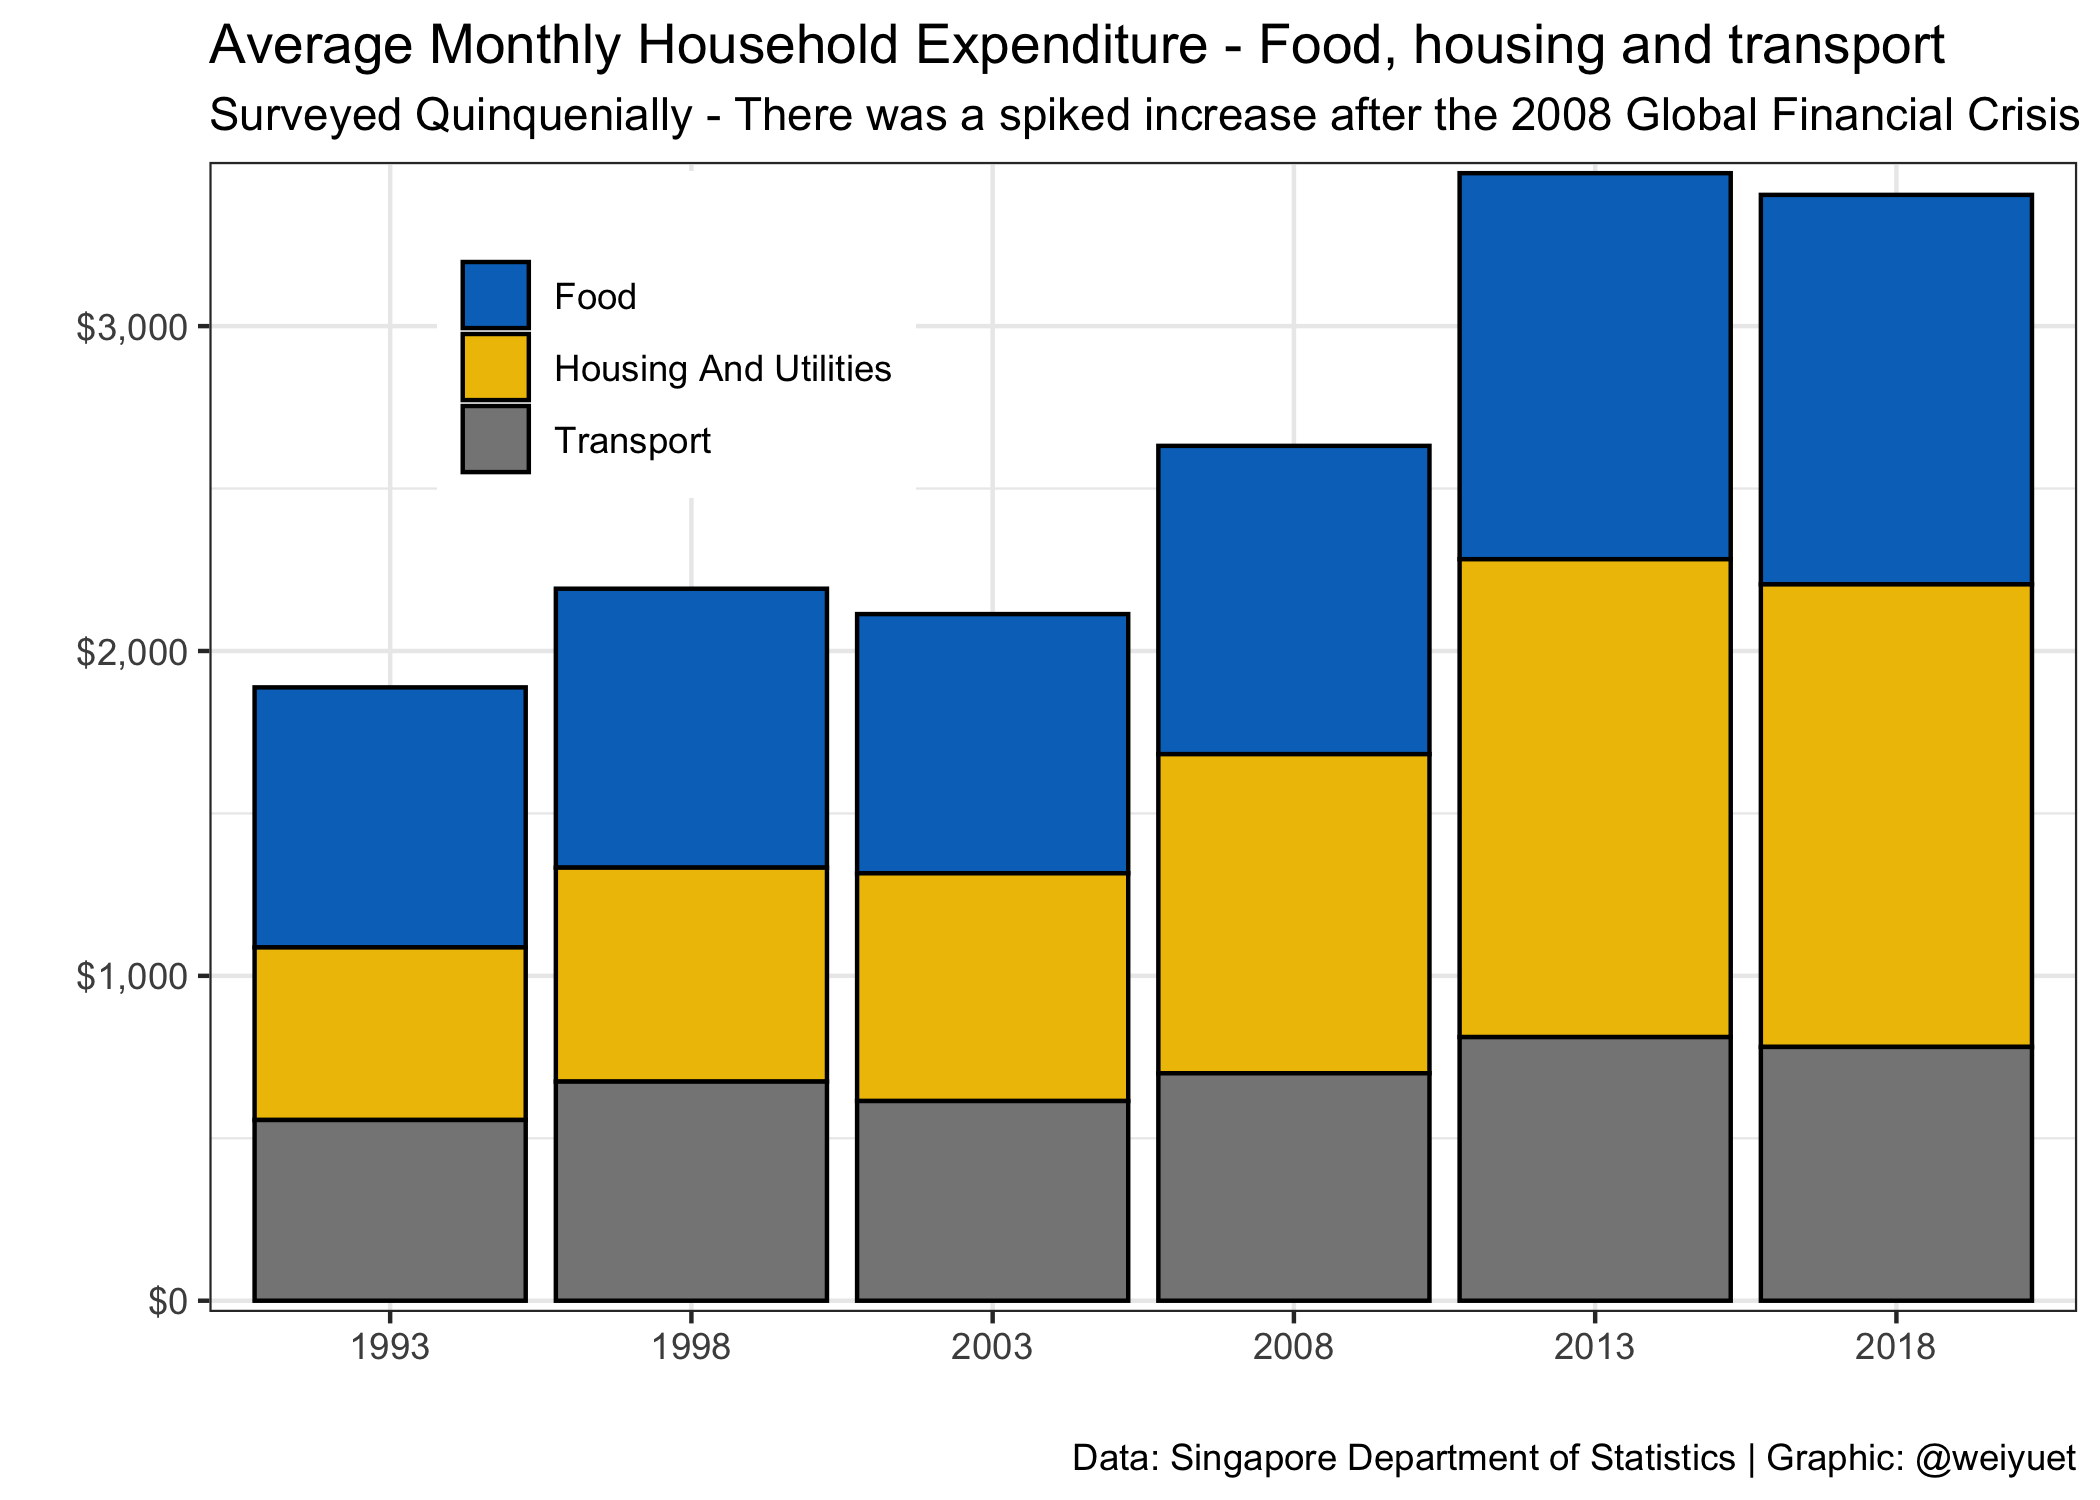 Average Monthly Household Expenditure - Food, housing and transport
Surveyed Quinquenially - There was a spiked increase after the 2008 Global Financial Crisis
Food
Housing And Utilities
Transport
$3,000
$2,000
$1,000
$0
1993 1998 2003 2008 2013 2018
Data: Singapore Department of Statistics | Graphic: @weiyuet